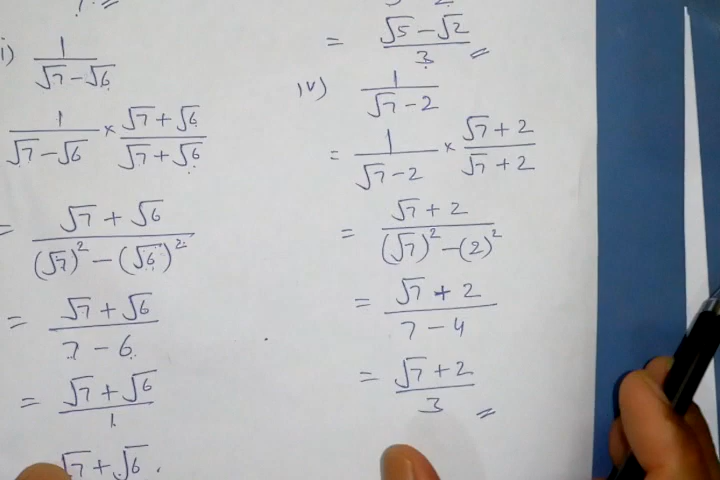 i) 1/(√7-√6)
1/(√7-√6) × (√7+√6)/(√7+√6)
= (√7+√6)/((√7)²-(√6)²)
= (√7+√6)/(7-6)
= (√7+√6)/1
√7+√6.
= (√5-√2)/3
iv) 1/(√7-2)
= 1/(√7-2) × (√7+2)/(√7+2)
= (√7+2)/((√7)²-(2)²)
= (√7+2)/(7-4)
= (√7+2)/3